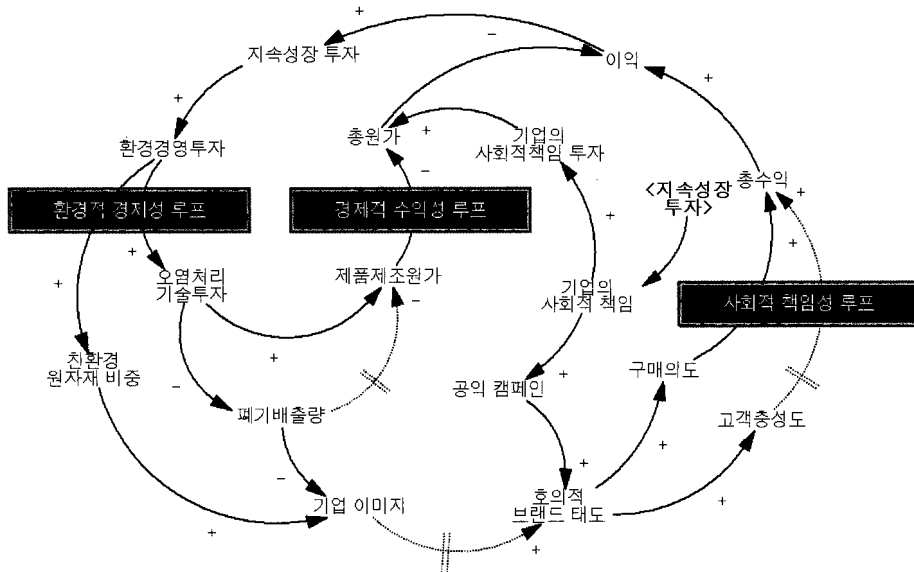 지속성장 투자
이익
환경경영투자
총원가
기업의
사회적책임 투자
<지속성장
투자>
총수익
환경적 경제성 루프
경제적 수익성 루프
오염처리
기술투자
제품제조원가
기업의
사회적 책임
사회적 책임성 루프
친환경
원자재 비중
폐기배출량
공익 캠페인
구매의도
고객충성도
기업 이미지
호의적
브랜드 태도
+
−
+
+
+
−
+
+
+
+
+
−
+
−
+
+
−
+
+
+
+
+